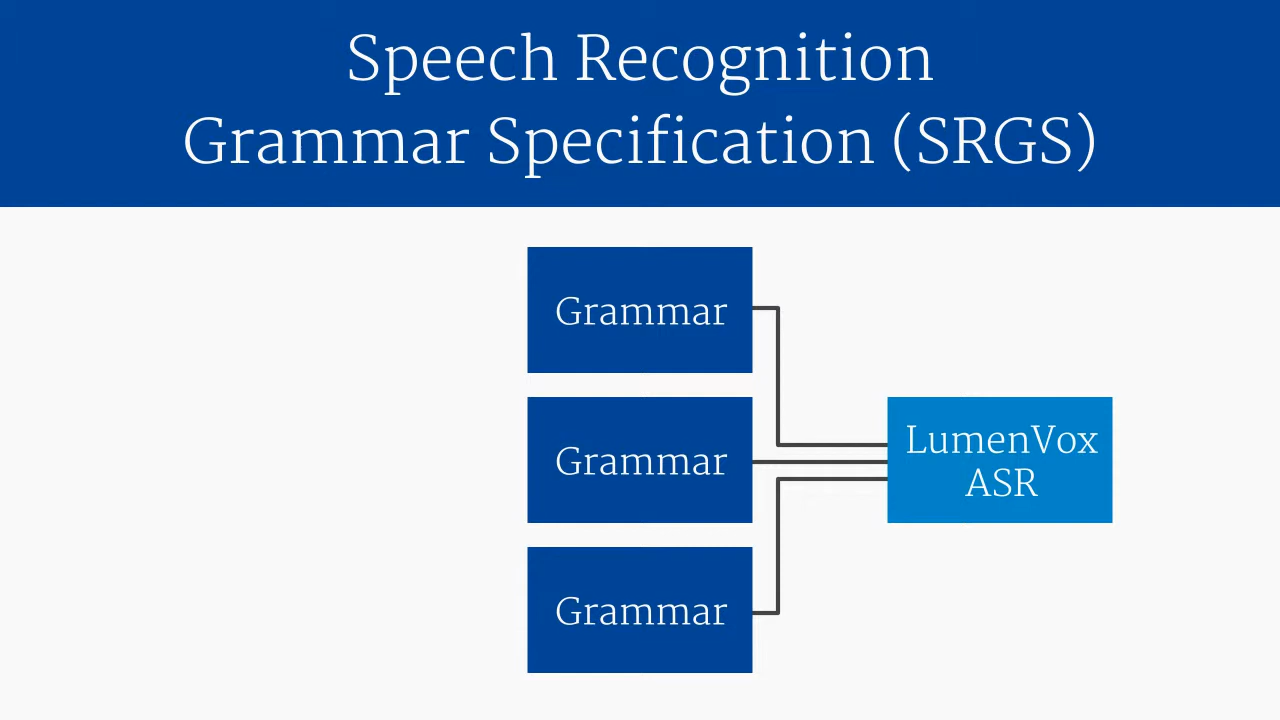 Speech Recognition
Grammar Specification (SRGS)
Grammar
Grammar
LumenVox
ASR
Grammar